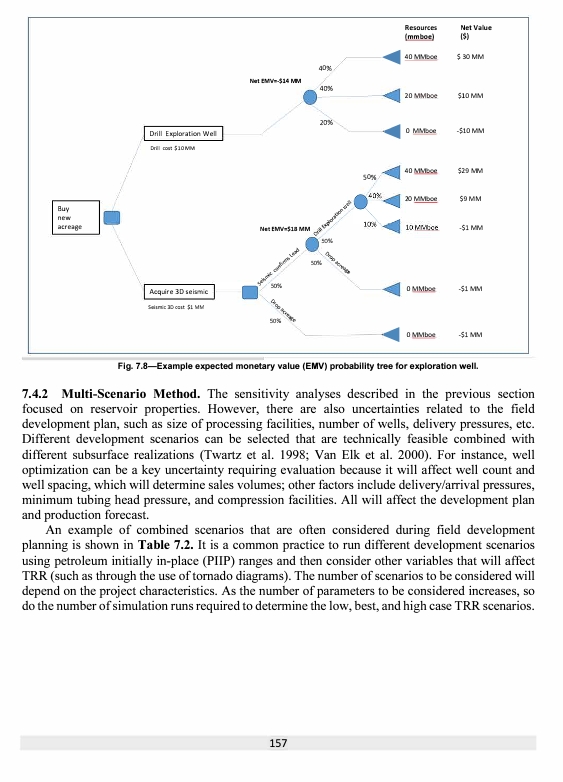 Resources Net Value
(mmboe) ($)
40 MMboe $ 30 MM
40%
Net EMV=-$14 MM
40%
20 MMboe $10 MM
20%
0 MMboe -$10 MM
Drill Exploration Well
Drill cost $10 MM
40 MMboe $29 MM
50%
40%
20 MMboe $9 MM
Buy
new
acreage
10% 10 MMboe -$1 MM
Drill Exploration well
Net EMV=$18 MM
50%
50%
Drop acreage
Seismic confirms Lead
50%
0 MMboe -$1 MM
Acquire 3D seismic
Seismic 3D cost $1 MM
Drop acreage
50%
0 MMboe -$1 MM
Fig. 7.8—Example expected monetary value (EMV) probability tree for exploration well.
7.4.2 Multi-Scenario Method. The sensitivity analyses described in the previous section
focused on reservoir properties. However, there are also uncertainties related to the field
development plan, such as size of processing facilities, number of wells, delivery pressures, etc.
Different development scenarios can be selected that are technically feasible combined with
different subsurface realizations (Twartz et al. 1998; Van Elk et al. 2000). For instance, well
optimization can be a key uncertainty requiring evaluation because it will affect well count and
well spacing, which will determine sales volumes; other factors include delivery/arrival pressures,
minimum tubing head pressure, and compression facilities. All will affect the development plan
and production forecast.
An example of combined scenarios that are often considered during field development
planning is shown in Table 7.2. It is a common practice to run different development scenarios
using petroleum initially in-place (PIIP) ranges and then consider other variables that will affect
TRR (such as through the use of tornado diagrams). The number of scenarios to be considered will
depend on the project characteristics. As the number of parameters to be considered increases, so
do the number of simulation runs required to determine the low, best, and high case TRR scenarios.
157